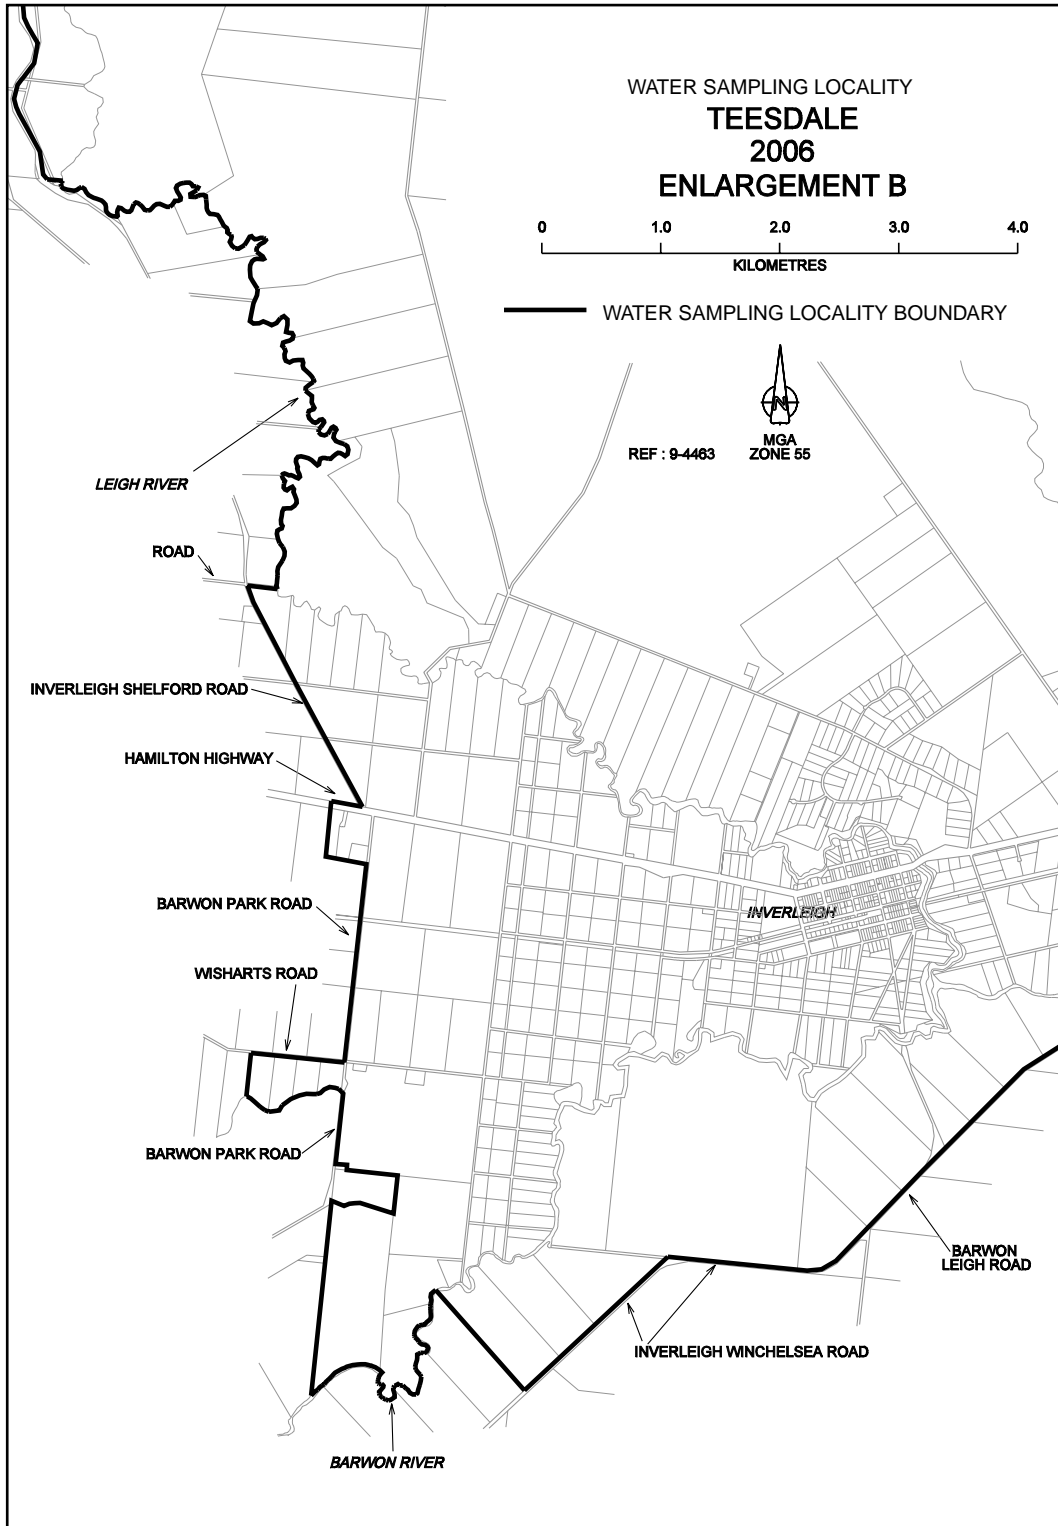 WATER SAMPLING LOCALITY
TEESDALE
2006
ENLARGEMENT B
0 1.0 2.0 3.0 4.0
KILOMETRES
WATER SAMPLING LOCALITY BOUNDARY
N
MGA
ZONE 55
REF : 9-4463
LEIGH RIVER
ROAD
INVERLEIGH SHELFORD ROAD
HAMILTON HIGHWAY
BARWON PARK ROAD
INVERLEIGH
WISHARTS ROAD
BARWON PARK ROAD
BARWON
LEIGH ROAD
INVERLEIGH WINCHELSEA ROAD
BARWON RIVER